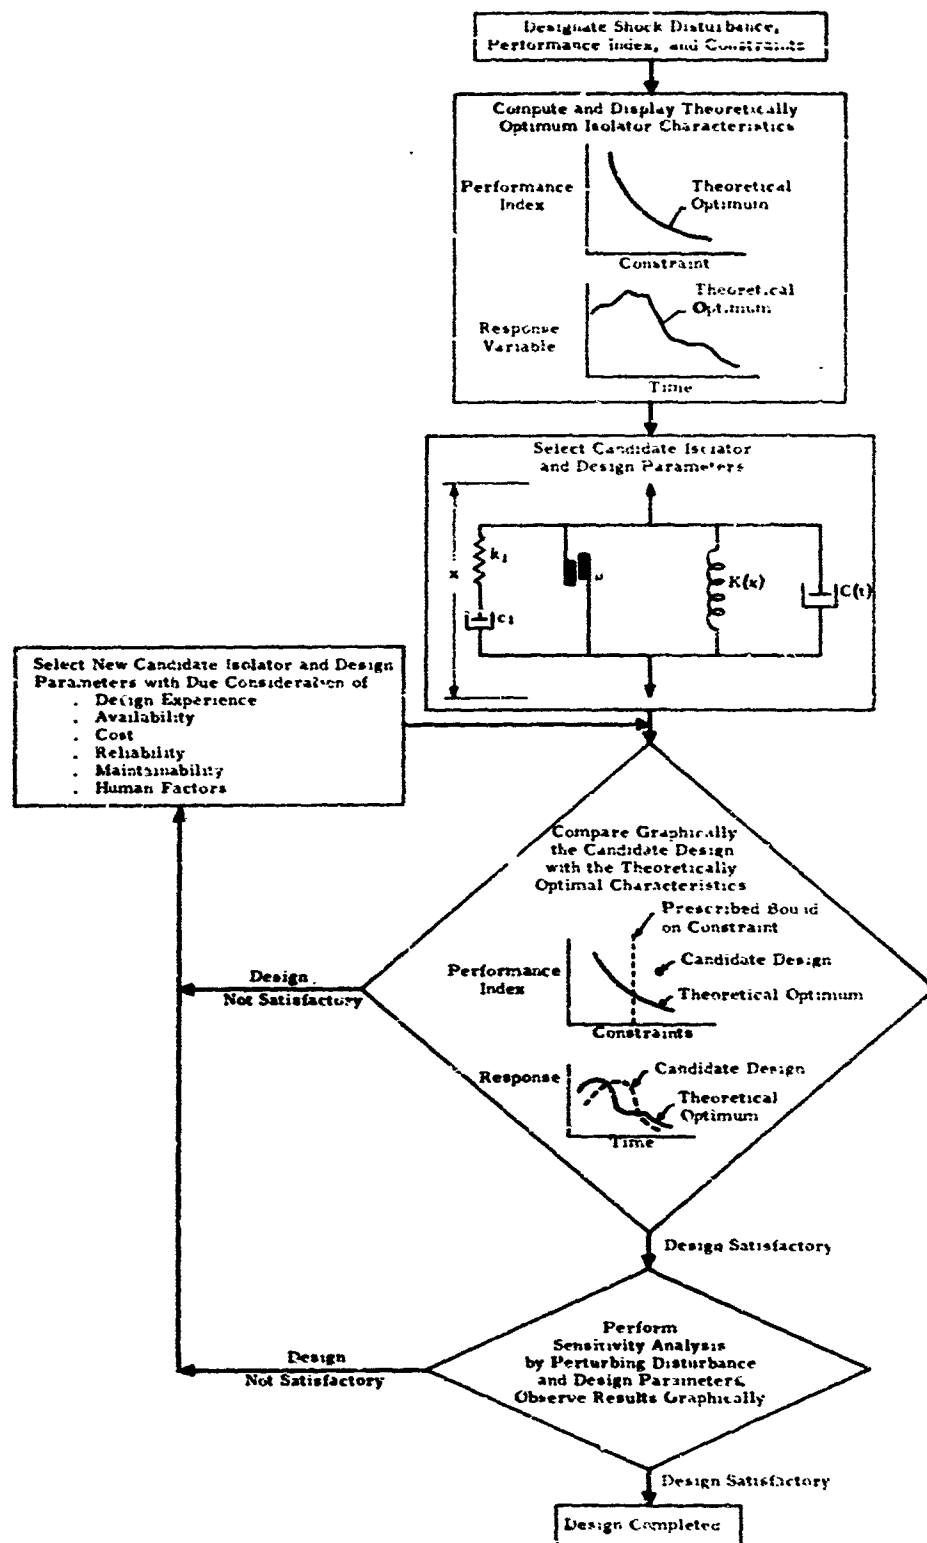 Designate Shock Disturbance,
Performance Index, and Constraints
Compute and Display Theoretically
Optimum Isolator Characteristics
Performance
Index
Theoretical
Optimum
Constraint
Response
Variable
Theoretical
Optimum
Time
Select Candidate Isolator
and Design Parameters
x
k1
c1
K(x)
C(t)
Select New Candidate Isolator and Design
Parameters with Due Consideration of
. Design Experience
. Availability
. Cost
. Reliability
. Maintainability
. Human Factors
Compare Graphically
the Candidate Design
with the Theoretically
Optimal Characteristics
Prescribed Bound
on Constraint
Performance
Index
Candidate Design
Theoretical Optimum
Constraints
Response
Candidate Design
Theoretical
Optimum
Time
Design
Not Satisfactory
Design Satisfactory
Perform
Sensitivity Analysis
by Perturbing Disturbance
and Design Parameters,
Observe Results Graphically
Design
Not Satisfactory
Design Satisfactory
Design Completed